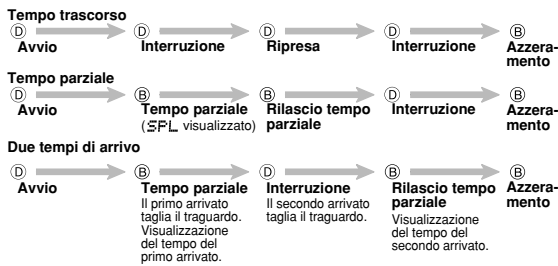 Tempo trascorso
D D D D B
Avvio Interruzione Ripresa Interruzione Azzera-
mento
Tempo parziale
D B B D B
Avvio Tempo parziale Rilascio tempo Interruzione Azzera-
(SPL visualizzato) parziale mento
Due tempi di arrivo
D B D B B
Avvio Tempo parziale Interruzione Rilascio tempo Azzera-
Il primo arrivato Il secondo arrivato parziale mento
taglia il traguardo. taglia il traguardo. Visualizzazione
Visualizzazione del tempo del
del tempo del secondo arrivato.
primo arrivato.